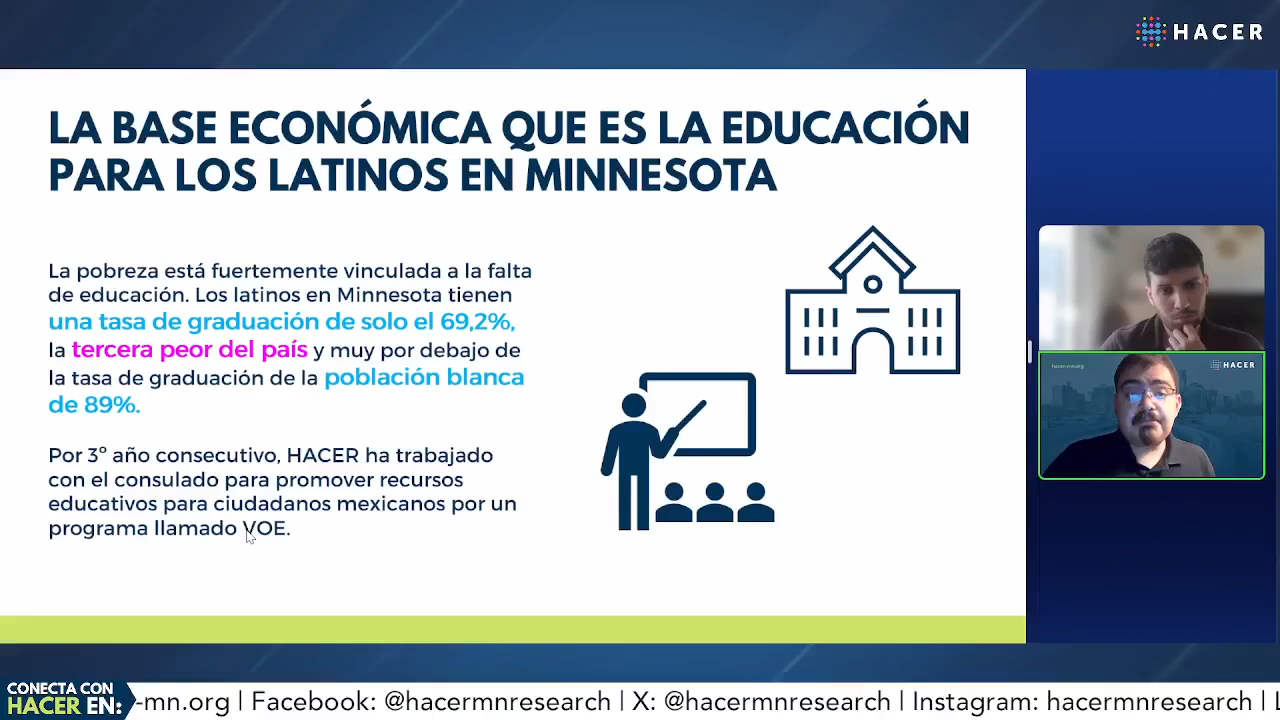 HACER
LA BASE ECONÓMICA QUE ES LA EDUCACIÓN
PARA LOS LATINOS EN MINNESOTA
La pobreza está fuertemente vinculada a la falta
de educación. Los latinos en Minnesota tienen
una tasa de graduación de solo el 69,2%,
la tercera peor del país y muy por debajo de
la tasa de graduación de la población blanca
de 89%.
Por 3º año consecutivo, HACER ha trabajado
con el consulado para promover recursos
educativos para ciudadanos mexicanos por un
programa llamado VOE.
hacer-mn.org
HACER
CONECTA CON
HACER EN:
-mn.org | Facebook: @hacermnresearch | X: @hacermnresearch | Instagram: hacermnresearch | L